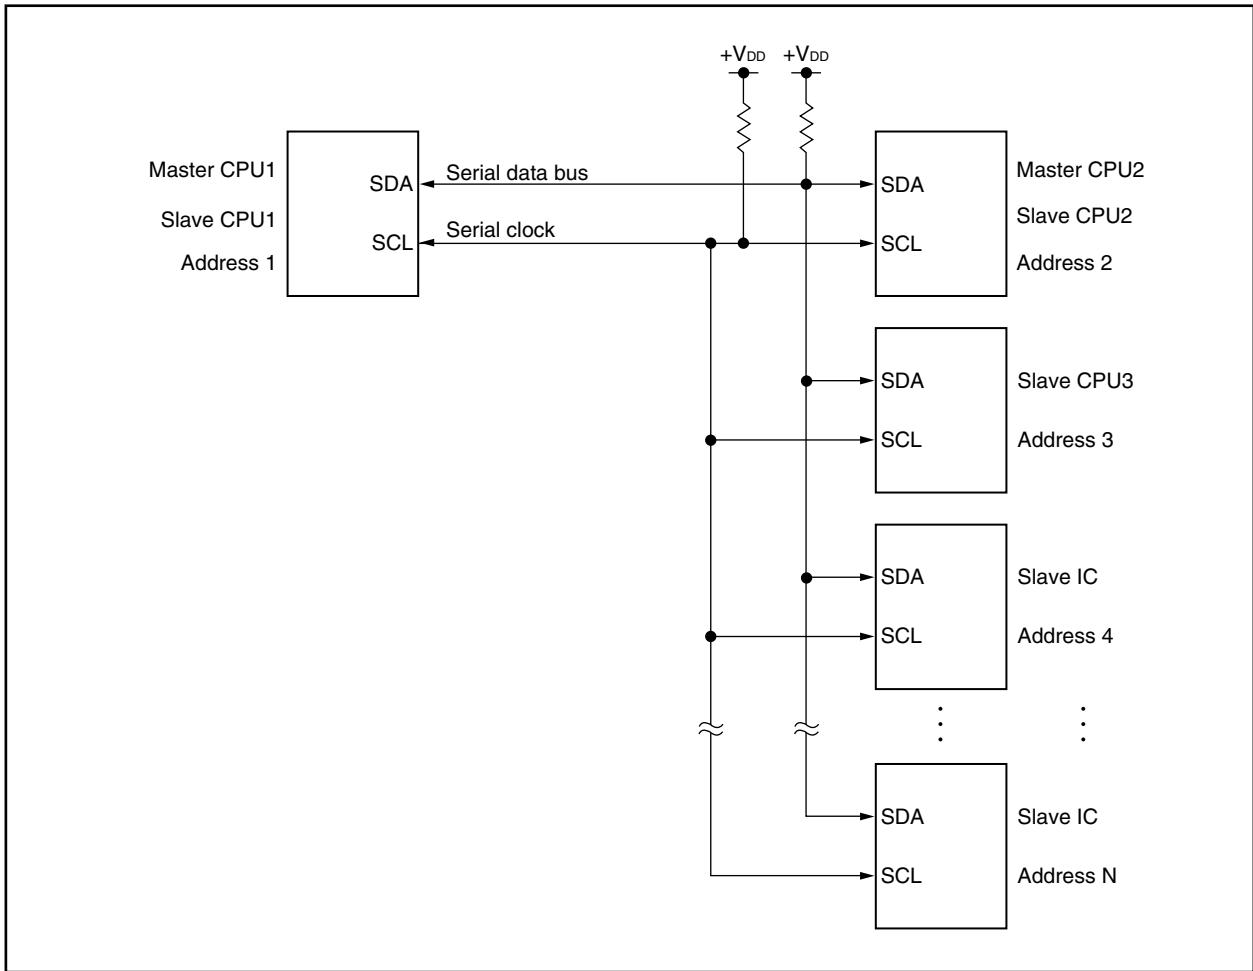 +VDD +VDD
Master CPU1
Slave CPU1
Address 1
SDA
SCL
Serial data bus
Serial clock
SDA
SCL
Master CPU2
Slave CPU2
Address 2
SDA
SCL
Slave CPU3
Address 3
SDA
SCL
Slave IC
Address 4
SDA
SCL
Slave IC
Address N